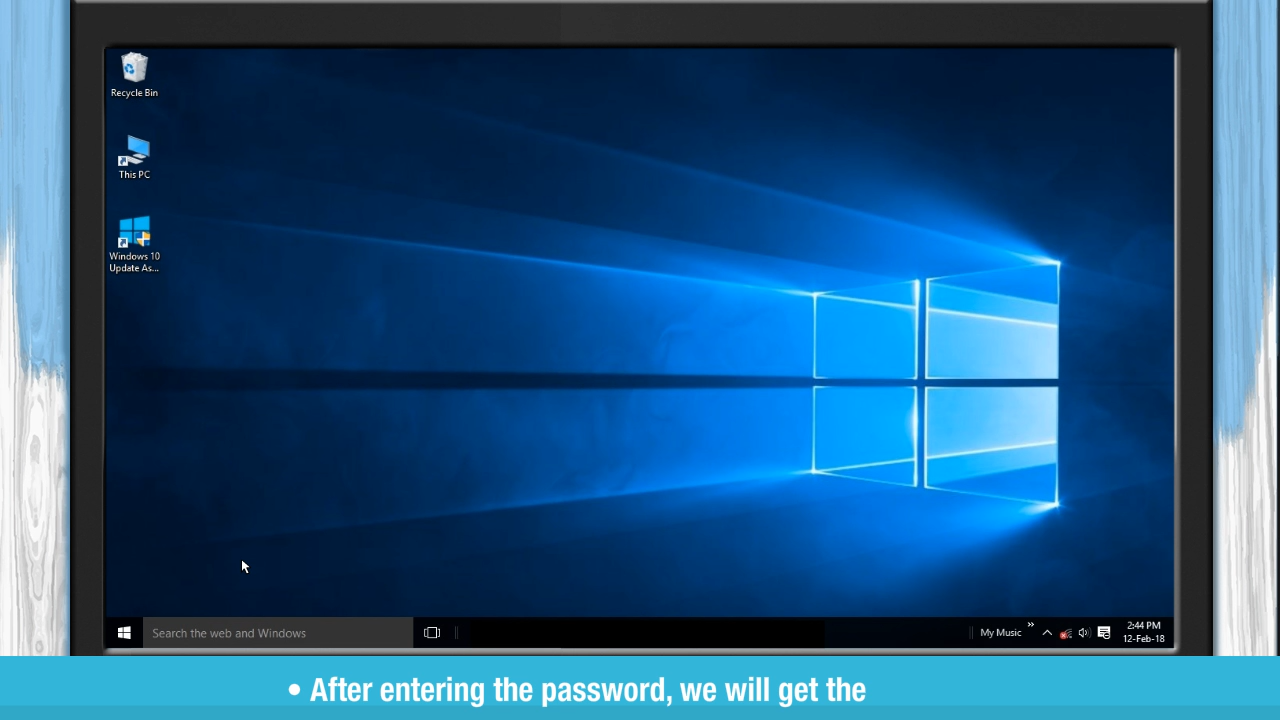 Recycle Bin
This PC
Windows 10
Update As...
Search the web and Windows
My Music
2:44 PM
12-Feb-18
• After entering the password, we will get the